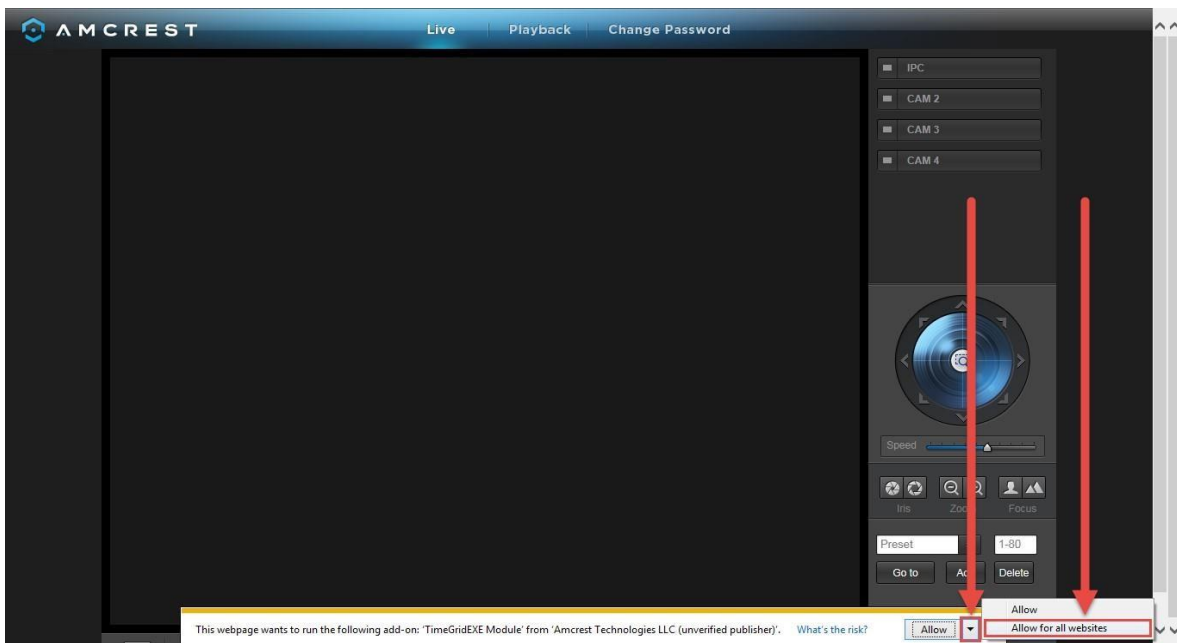 AMCREST
Live Playback Change Password
IPC
CAM 2
CAM 3
CAM 4
Speed
Iris Focus
Preset 1-80
Go to Delete
Allow
Allow for all websites
This webpage wants to run the following add-on: 'TimeGridEXE Module' from 'Amcrest Technologies LLC (unverified publisher)'. What's the risk? Allow